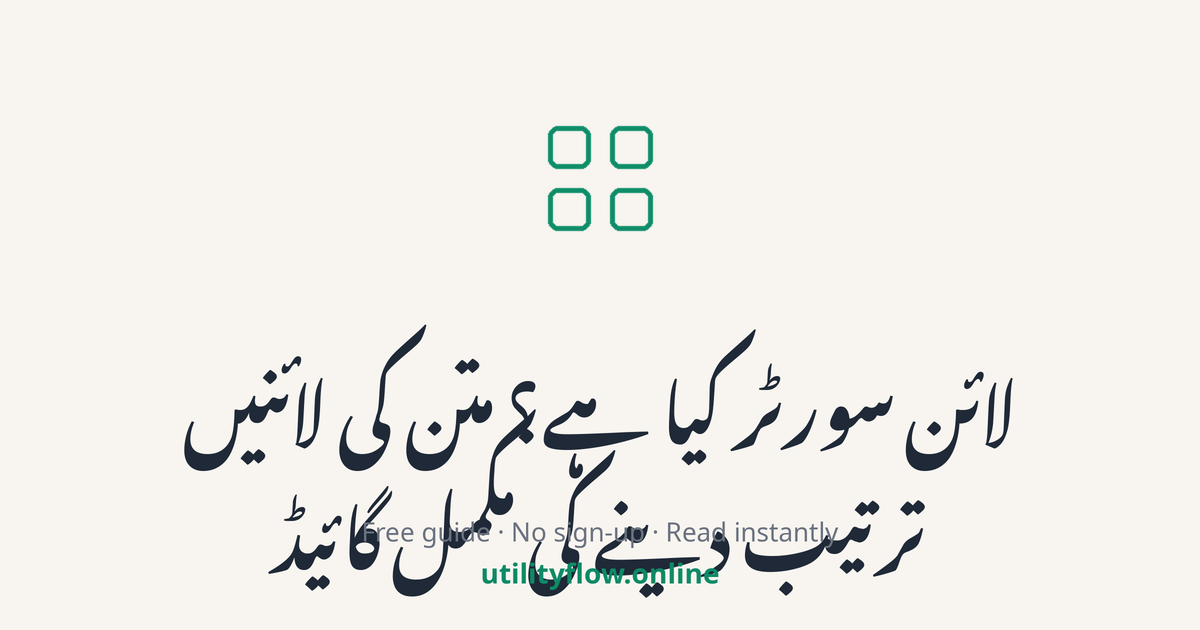 لائن سورٹر کیا ہے؟ متن کی لائنیں
ترتیب دینے کی مکمل گائیڈ
Free guide · No sign-up · Read instantly
utilityflow.online